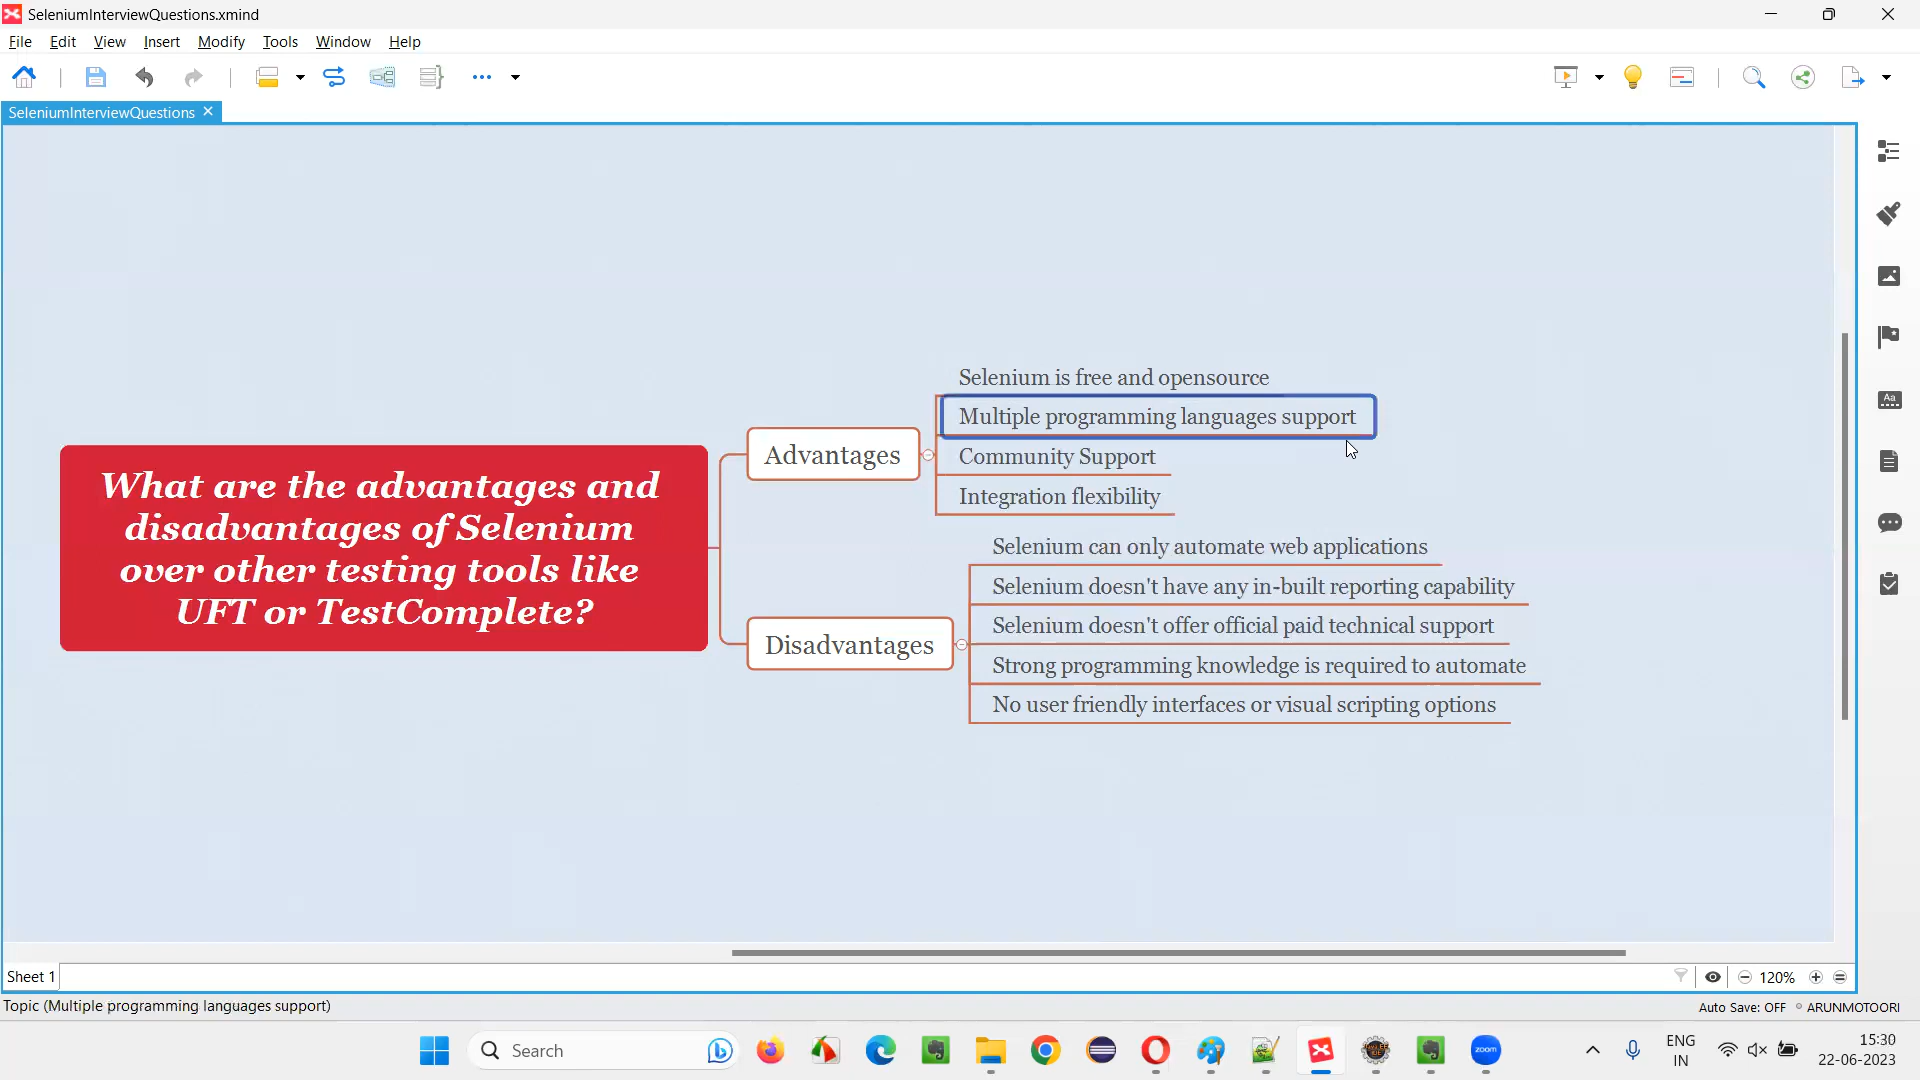 SeleniumInterviewQuestions.xmind
File Edit View Insert Modify Tools Window Help
SeleniumInterviewQuestions
What are the advantages and
disadvantages of Selenium
over other testing tools like
UFT or TestComplete?
Advantages
Selenium is free and opensource
Multiple programming languages support
Community Support
Integration flexibility
Disadvantages
Selenium can only automate web applications
Selenium doesn't have any in-built reporting capability
Selenium doesn't offer official paid technical support
Strong programming knowledge is required to automate
No user friendly interfaces or visual scripting options
Aa
Sheet 1
120%
Topic (Multiple programming languages support)
Auto Save: OFF
ARUNMOTOORI
Search
zoom
ENG
IN
15:30
22-06-2023